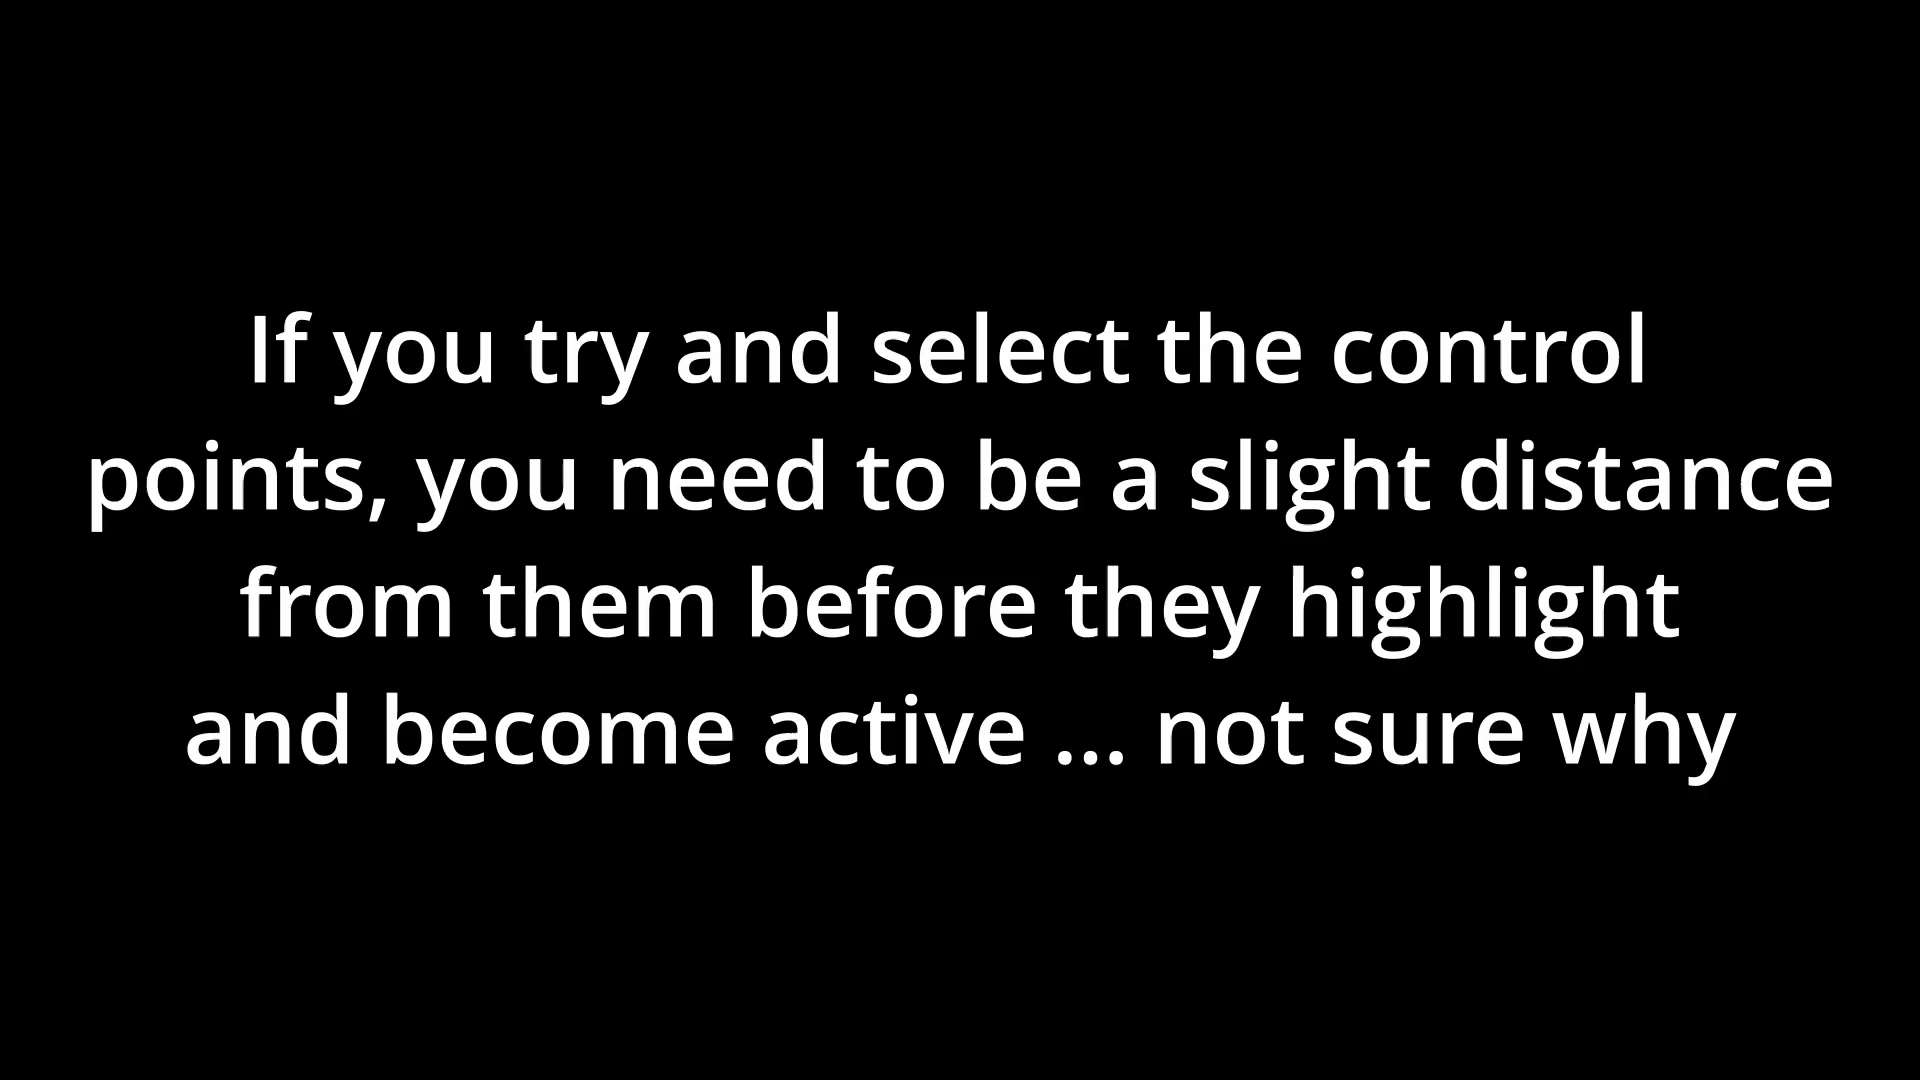 If you try and select the control
points, you need to be a slight distance
from them before they highlight
and become active ... not sure why